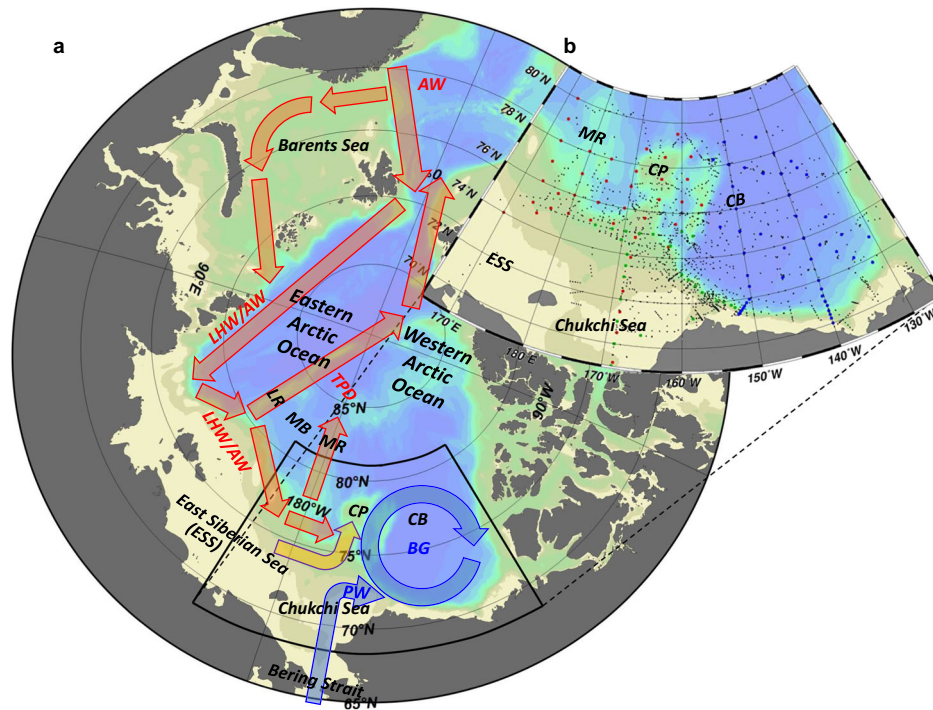 a
b
AW
Barents Sea
80°N
78°N
76°N
74°N
72°N
70°N
MR
CP
CB
ESS
Chukchi Sea
170 E
180 E
170°W
160°W
150°W
140°W
130°W
90°E
LHW/AW
Eastern
Arctic
Ocean
Western
Arctic
Ocean
LR
MB
MR
TPD
85°N
90°W
LHW/AW
80°N
180°W
CP
CB
BG
East Siberian Sea
(ESS)
75°N
PW
Chukchi Sea
70°N
Bering Strait
65°N